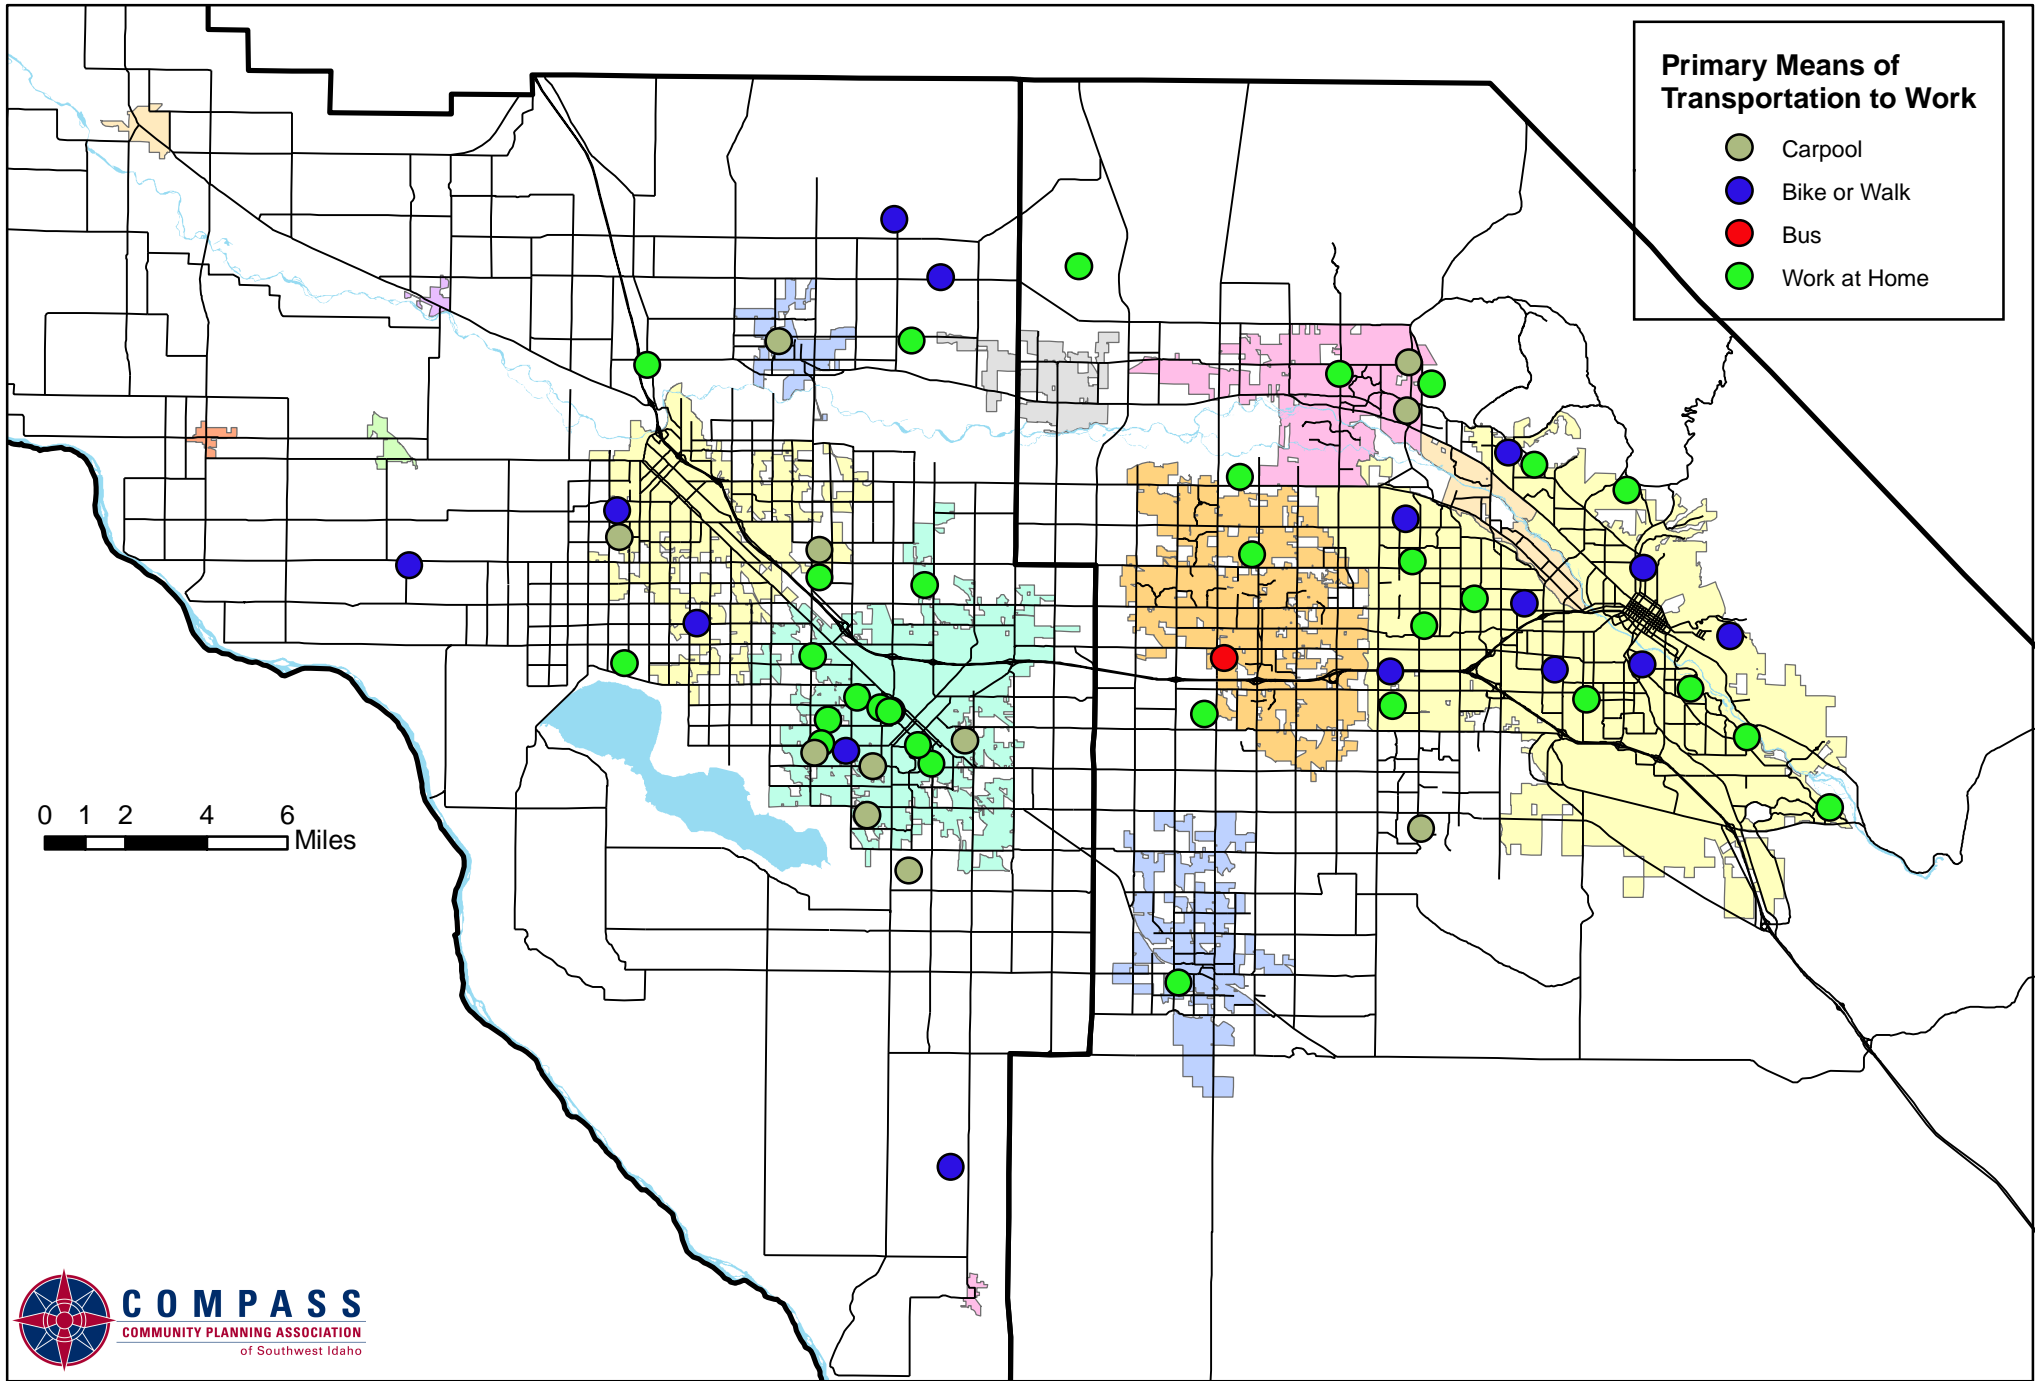 Primary Means of
Transportation to Work
Carpool
Bike or Walk
Bus
Work at Home
0 1 2 4 6
Miles
COMPASS
COMMUNITY PLANNING ASSOCIATION
of Southwest Idaho